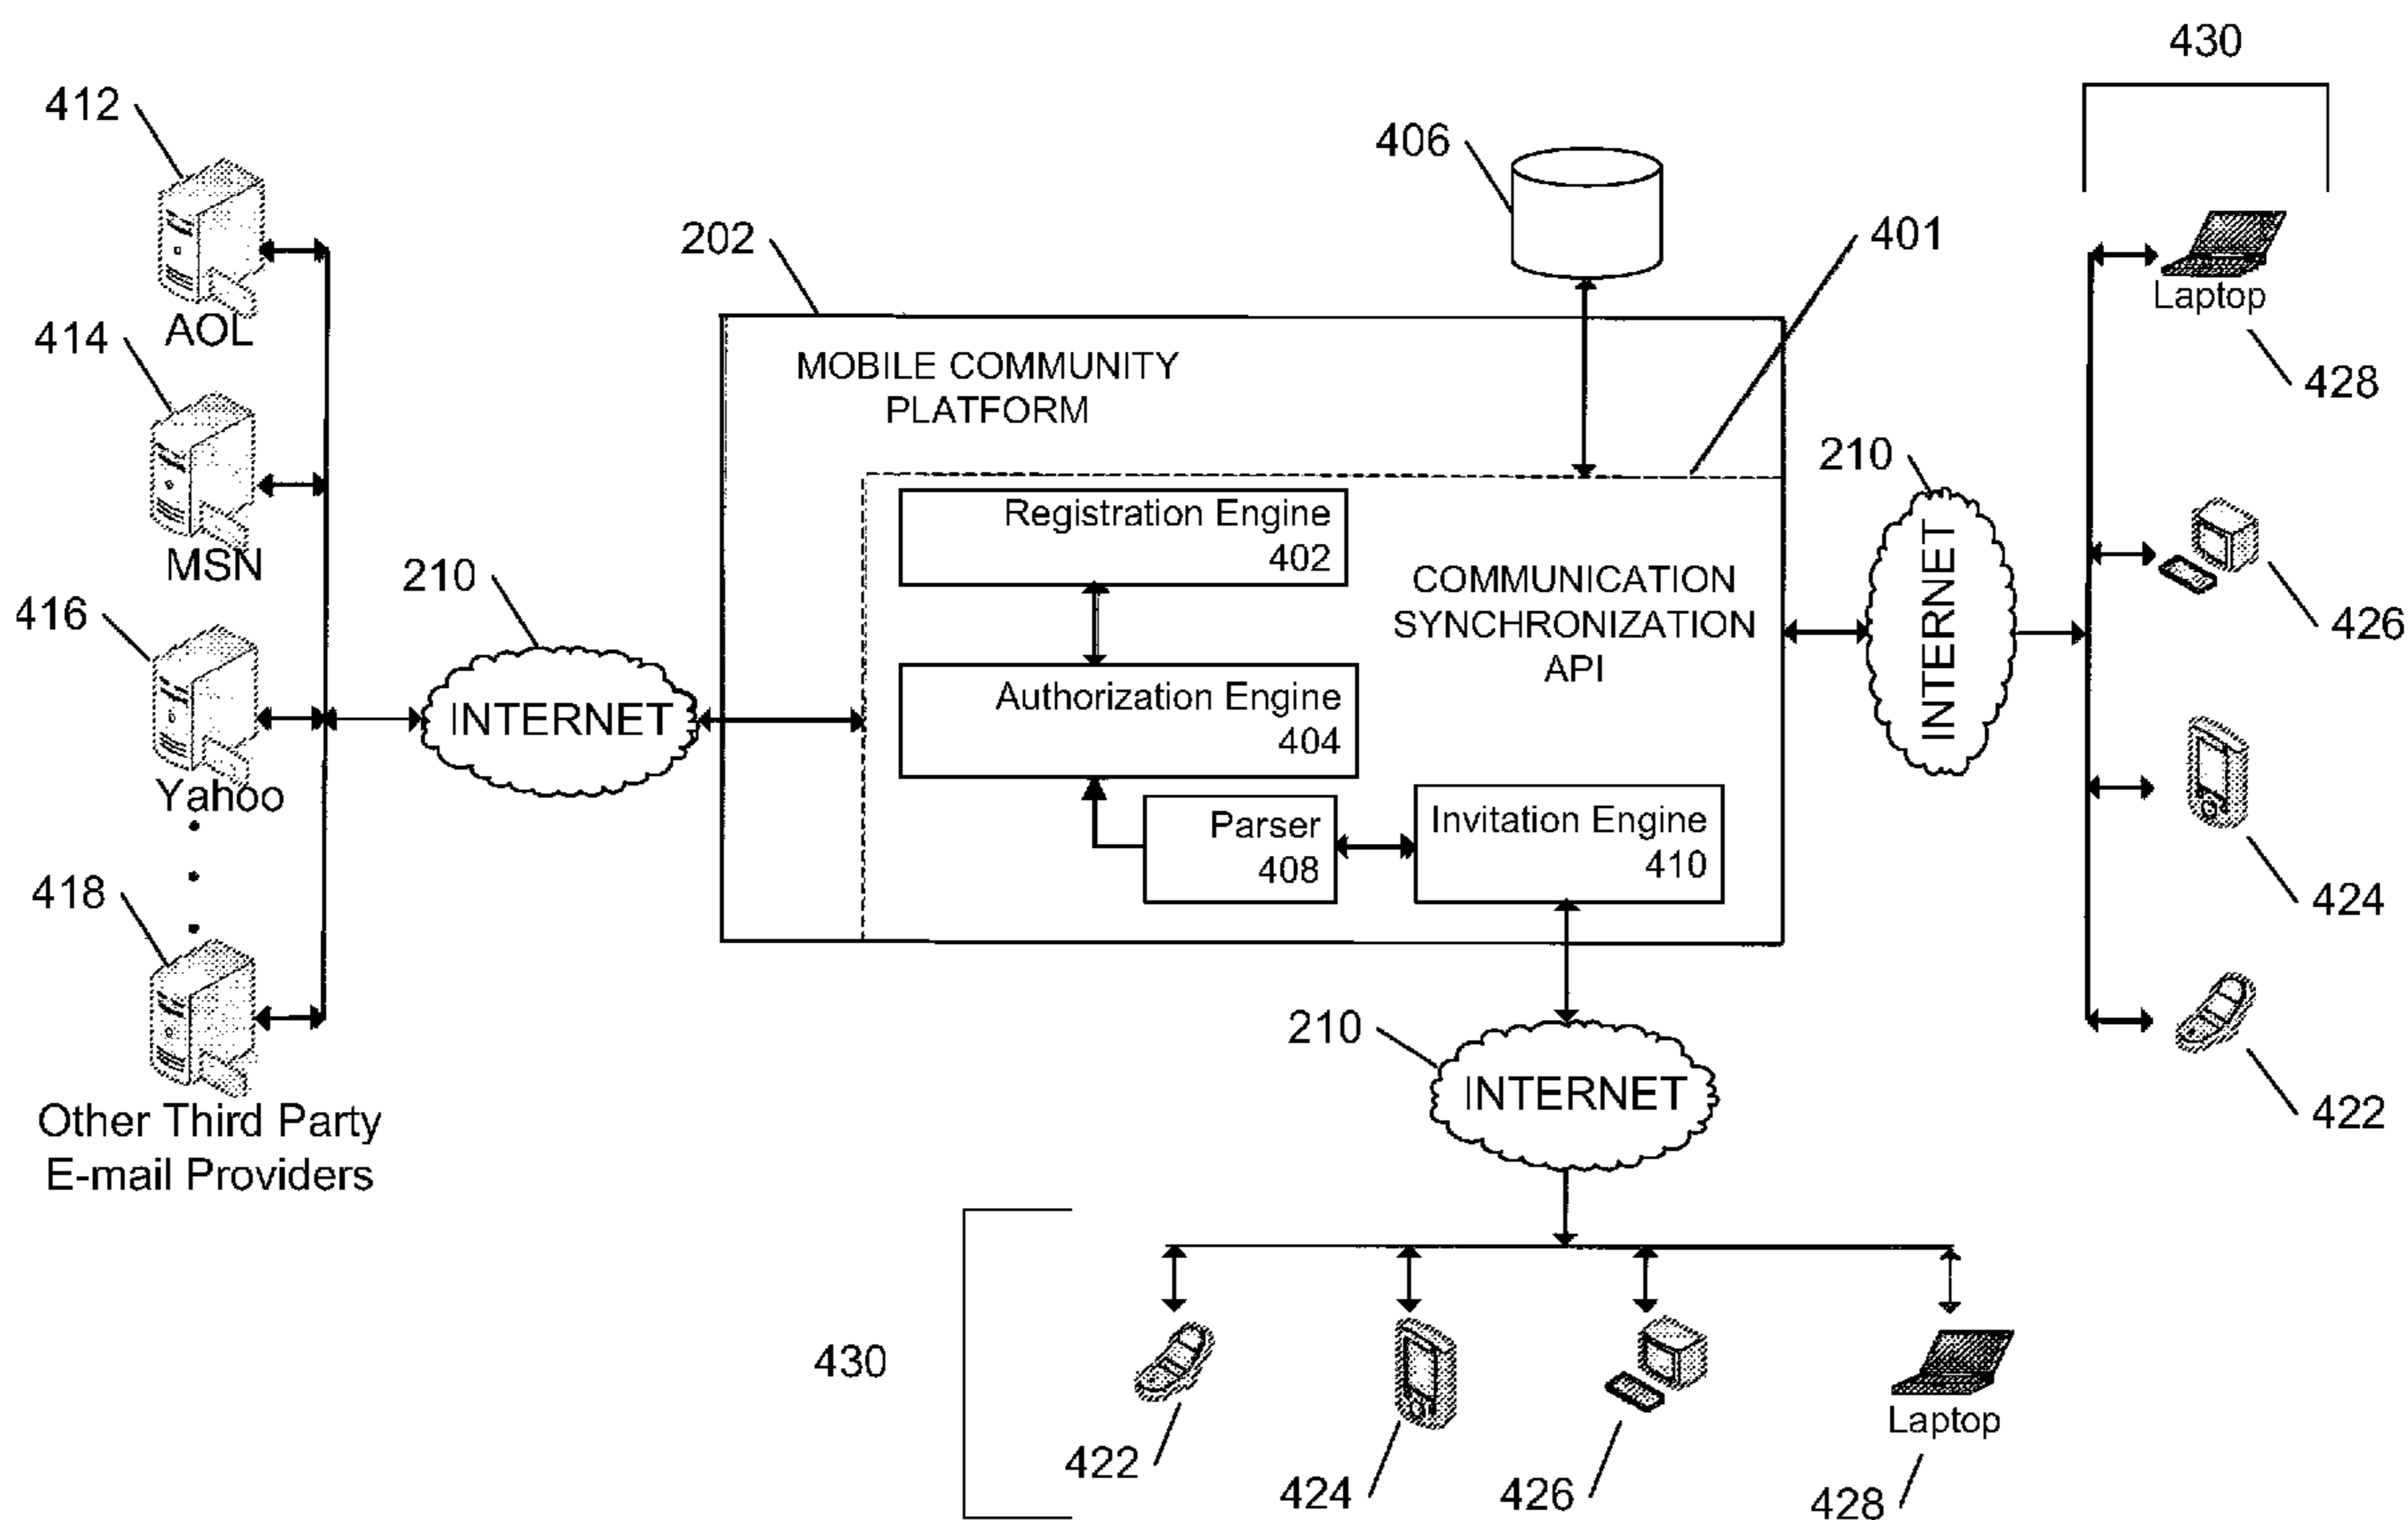 430
412
406
202
401
AOL
Laptop
414
MOBILE COMMUNITY
PLATFORM
428
210
Registration Engine
402
MSN
210
COMMUNICATION
SYNCHRONIZATION
API
INTERNET
416
426
INTERNET
Authorization Engine
404
Yahoo
Parser
408
Invitation Engine
410
418
424
210
INTERNET
422
Other Third Party
E-mail Providers
430
422
424
426
Laptop
428